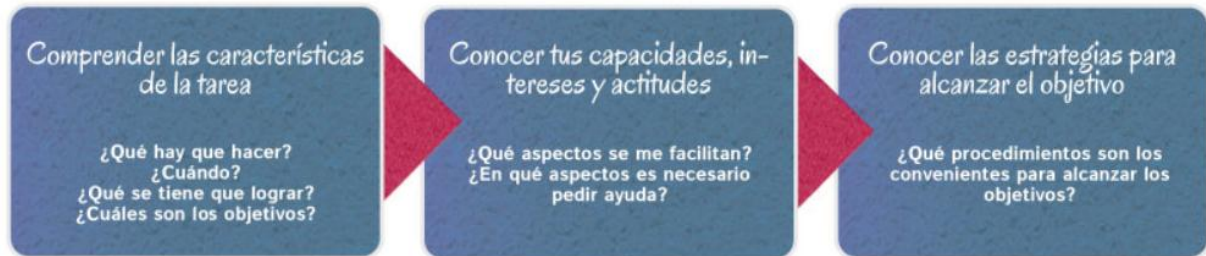 Comprender las características
de la tarea
¿Qué hay que hacer?
¿Cuándo?
¿Qué se tiene que lograr?
¿Cuáles son los objetivos?
Conocer tus capacidades, in-
tereses y actitudes
¿Qué aspectos se me facilitan?
¿En qué aspectos es necesario
pedir ayuda?
Conocer las estrategias para
alcanzar el objetivo
¿Qué procedimientos son los
convenientes para alcanzar los
objetivos?